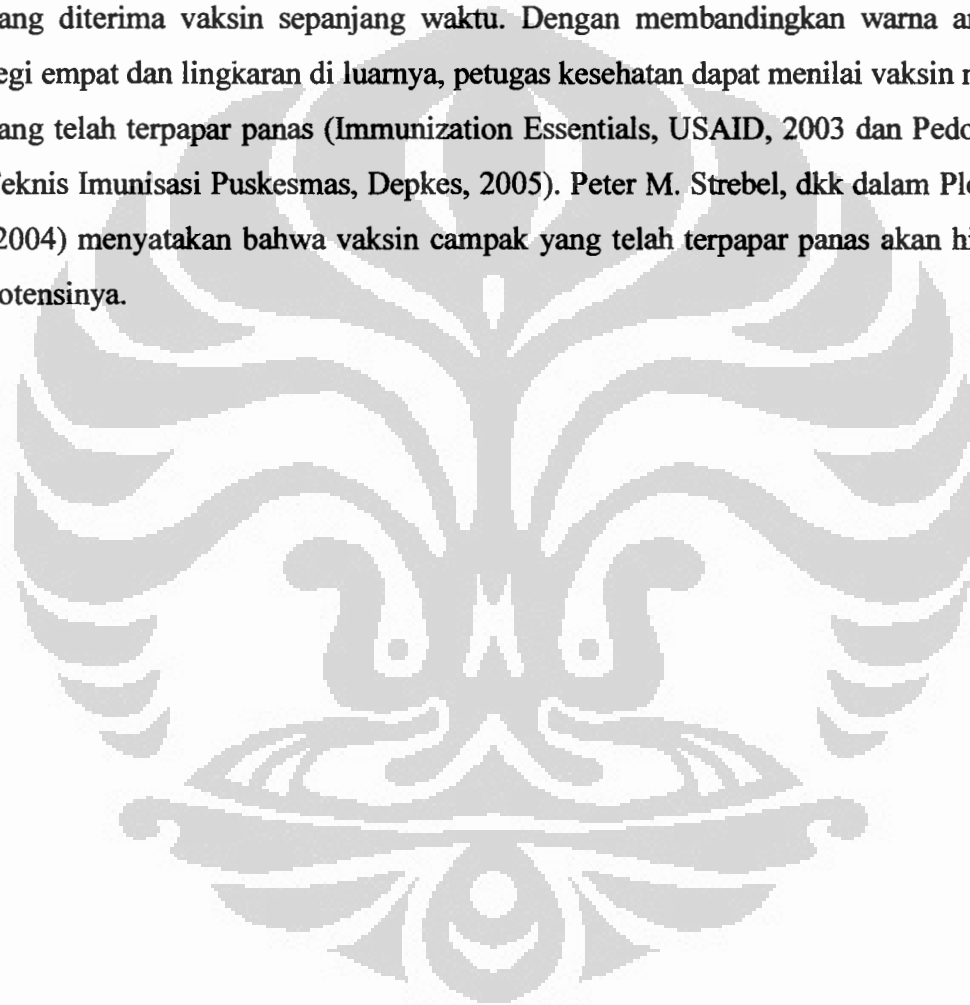 ang diterima vaksin sepanjang waktu. Dengan membandingkan warna a
egi empat dan lingkaran di luarnya, petugas kesehatan dapat menilai vaksin
ang telah terpapar panas (Immunization Essentials, USAID, 2003 dan Pedo
eknis Imunisasi Puskesmas, Depkes, 2005). Peter M. Strebel, dkk dalam Pl
2004) menyatakan bahwa vaksin campak yang telah terpapar panas akan hi
otensinya.